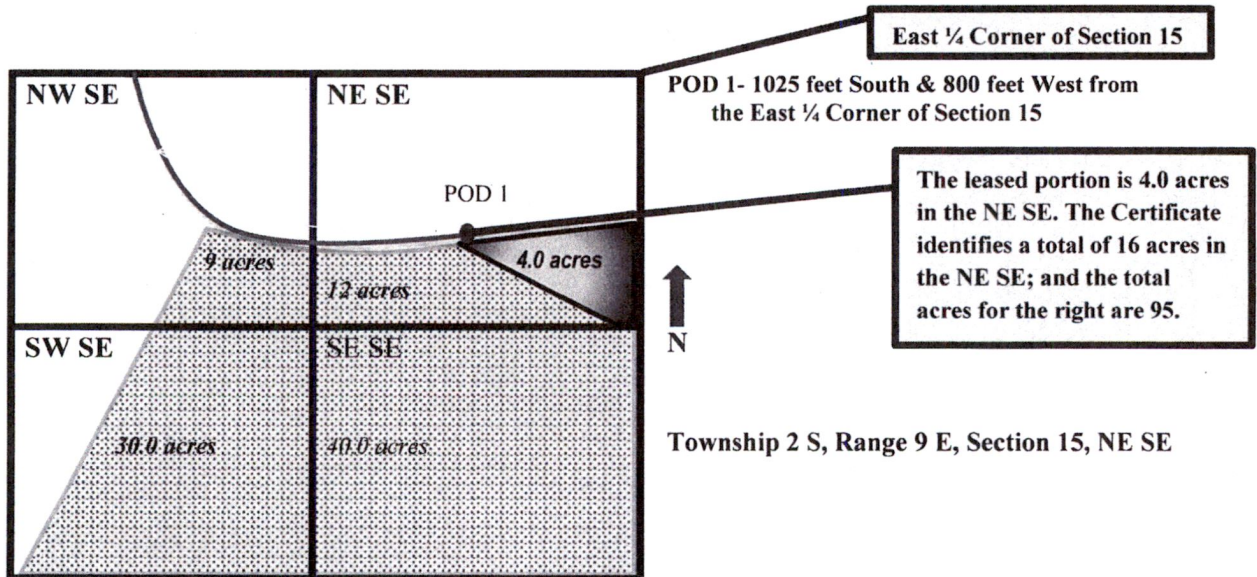 East ¼ Corner of Section 15
NW SE
NE SE
POD 1- 1025 feet South & 800 feet West from
the East ¼ Corner of Section 15
POD 1
The leased portion is 4.0 acres
in the NE SE. The Certificate
identifies a total of 16 acres in
the NE SE; and the total
acres for the right are 95.
9 acres
12 acres
4.0 acres
N
SW SE
SE SE
30.0 acres
40.0 acres
Township 2 S, Range 9 E, Section 15, NE SE